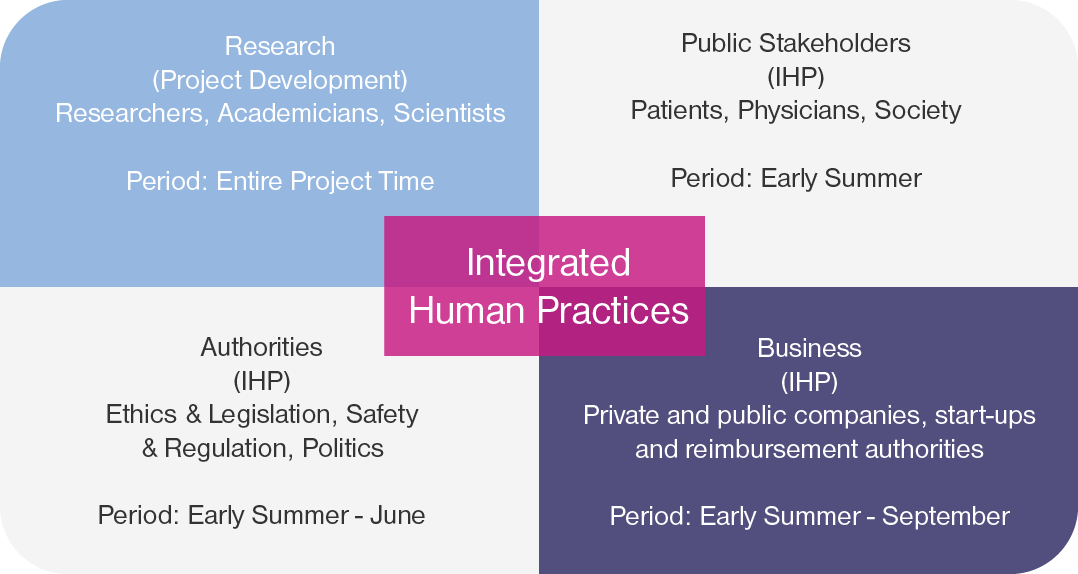 Research
(Project Development)
Researchers, Academicians, Scientists
Period: Entire Project Time
Public Stakeholders
(IHP)
Patients, Physicians, Society
Period: Early Summer
Integrated
Human Practices
Authorities
(IHP)
Ethics & Legislation, Safety
& Regulation, Politics
Period: Early Summer - June
Business
(IHP)
Private and public companies, start-ups
and reimbursement authorities
Period: Early Summer - September